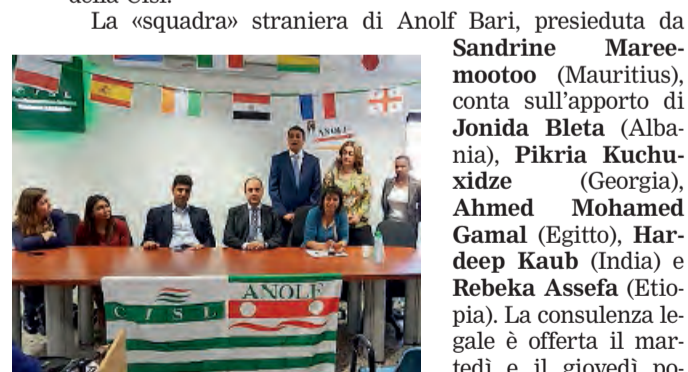 della Cisl.
La «squadra» straniera di Anolf Bari, presieduta da
Sandrine Maree-
mootoo (Mauritius),
conta sull'apporto di
Jonida Bleta (Alba-
nia), Pikria Kuchu-
xidze (Georgia),
Ahmed Mohamed
Gamal (Egitto), Har-
deep Kaub (India) e
Rebeka Assefa (Etio-
pia). La consulenza le-
gale è offerta il mar-
tedì e il giovedì po-
CISL
ANOLF
CISL
ANOLF